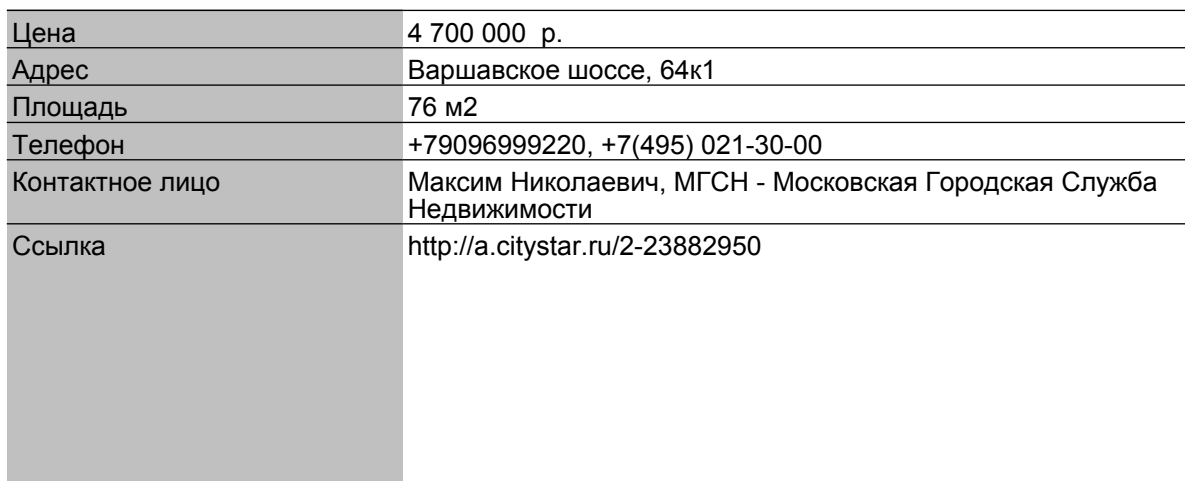 Цена 4 700 000  р.
Адрес Варшавское шоссе, 64к1
Площадь 76 м2
Телефон +79096999220, +7(495) 021-30-00
Контактное лицо Максим Николаевич, МГСН - Московская Городская Служба
Недвижимости
Ссылка http://a.citystar.ru/2-23882950